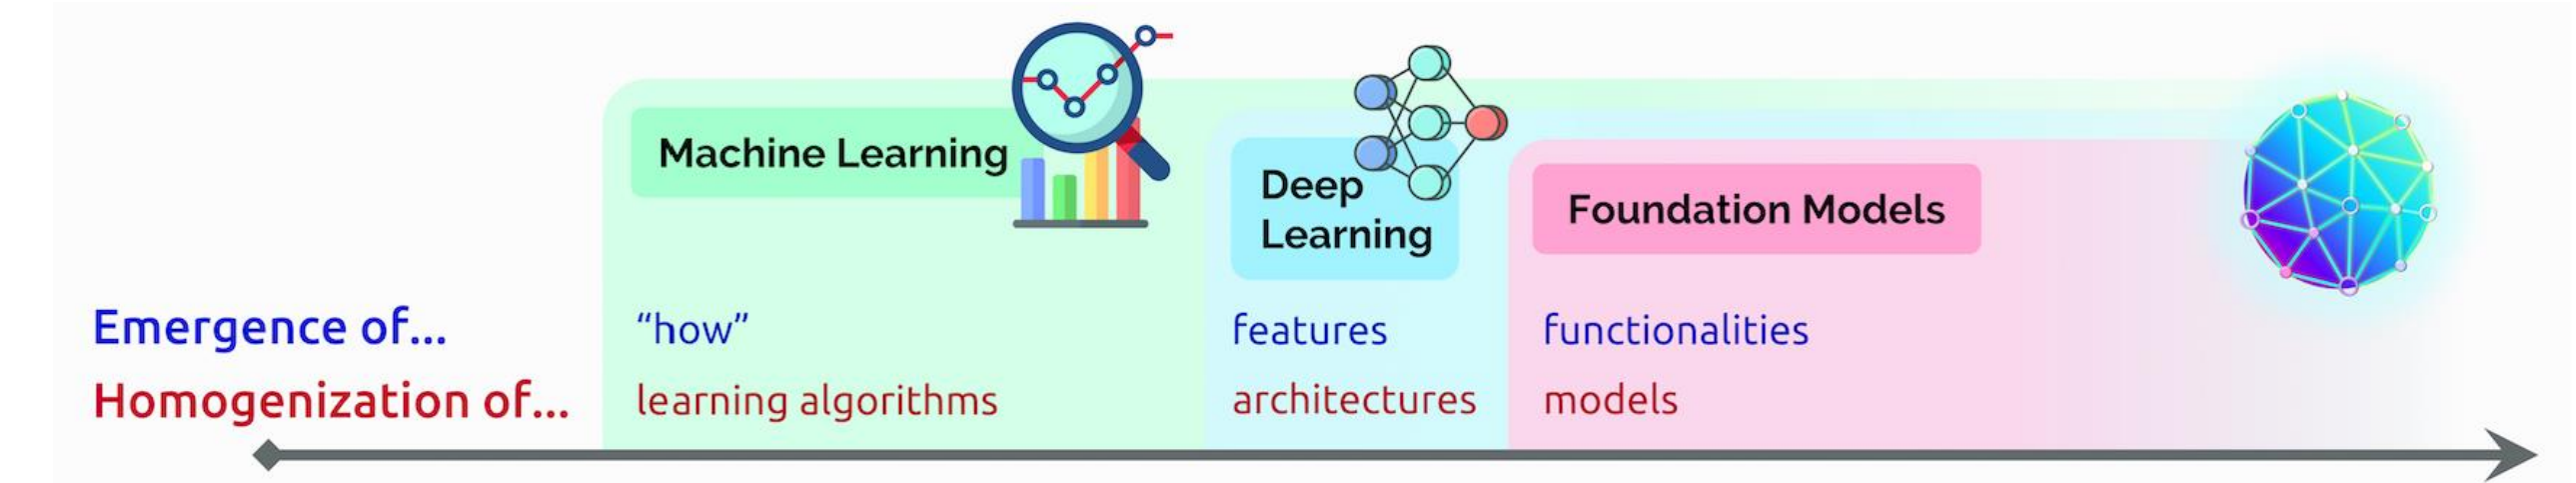 Machine Learning
Deep
Learning
Foundation Models
Emergence of...
“how”
features
functionalities
Homogenization of...
learning algorithms
architectures
models